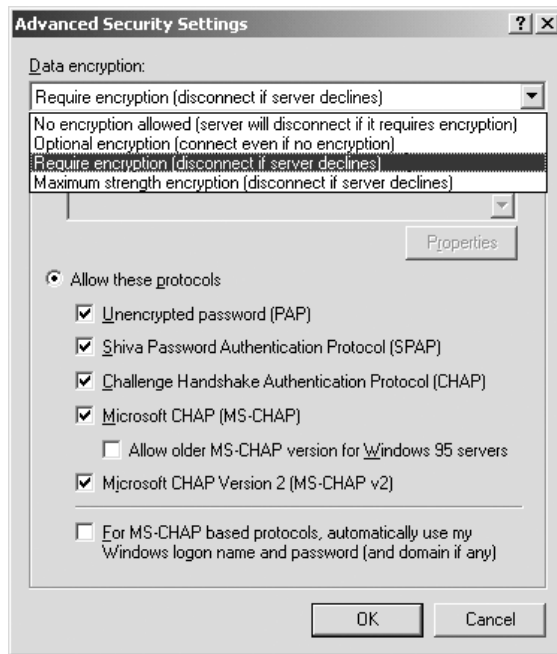 Advanced Security Settings
Data encryption:
Require encryption (disconnect if server declines)
No encryption allowed (server will disconnect if it requires encryption)
Optional encryption (connect even if no encryption)
Require encryption (disconnect if server declines)
Maximum strength encryption (disconnect if server declines)
Properties
Allow these protocols
Unencrypted password (PAP)
Shiva Password Authentication Protocol (SPAP)
Challenge Handshake Authentication Protocol (CHAP)
Microsoft CHAP (MS-CHAP)
Allow older MS-CHAP version for Windows 95 servers
Microsoft CHAP Version 2 (MS-CHAP v2)
For MS-CHAP based protocols, automatically use my
Windows logon name and password (and domain if any)
OK Cancel